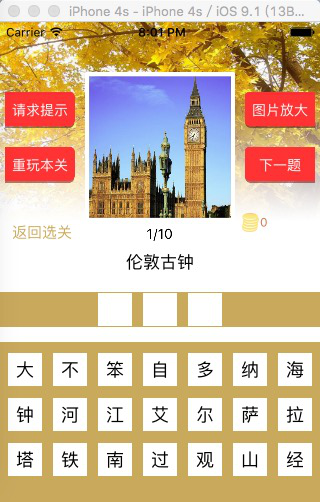 iPhone 4s - iPhone 4s / iOS 9.1 (13B...
Carrier 8:01 PM
请求提示
图片放大
重玩本关
下一题
返回选关
0
1/10
伦敦古钟
大 不 笨 自 多 纳 海
钟 河 江 艾 尔 萨 拉
塔 铁 南 过 观 山 经